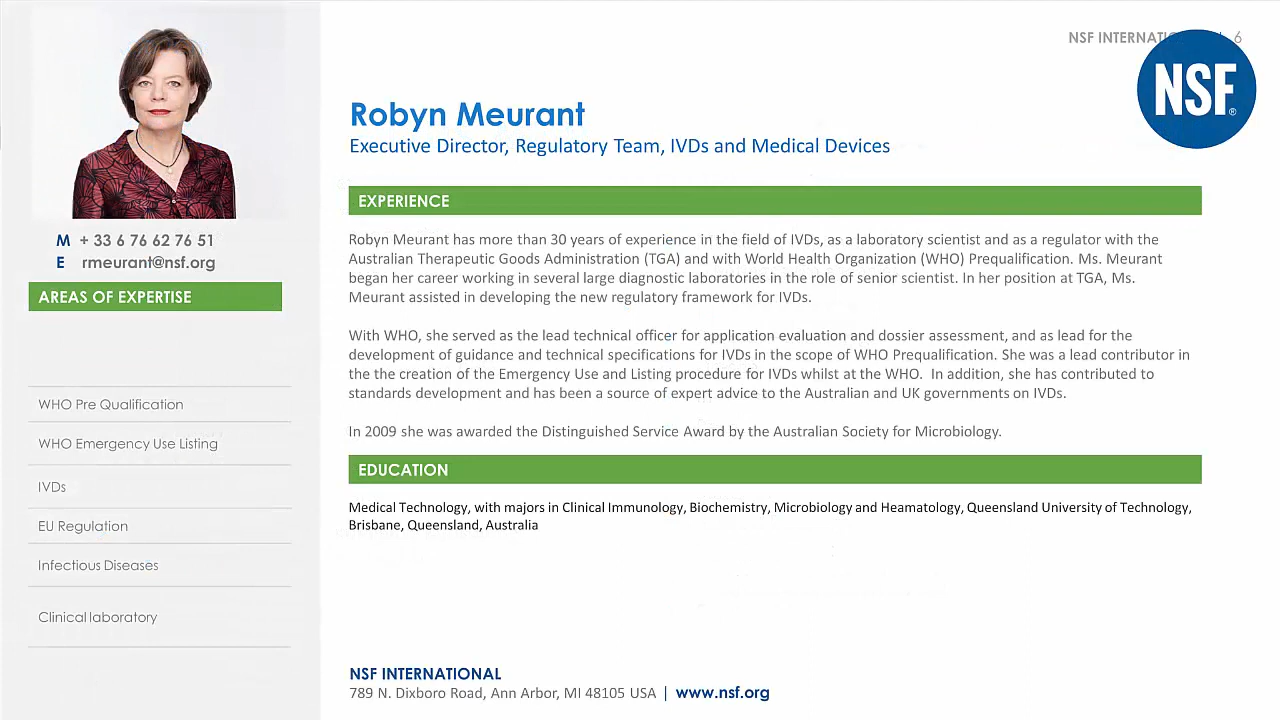 NSF INTERNATI
6
NSF®
Robyn Meurant
Executive Director, Regulatory Team, IVDs and Medical Devices
M + 33 6 76 62 76 51
E rmeurant@nsf.org
AREAS OF EXPERTISE
WHO Pre Qualification
WHO Emergency Use Listing
IVDs
EU Regulation
Infectious Diseases
Clinical laboratory
EXPERIENCE
Robyn Meurant has more than 30 years of experience in the field of IVDs, as a laboratory scientist and as a regulator with the
Australian Therapeutic Goods Administration (TGA) and with World Health Organization (WHO) Prequalification. Ms. Meurant
began her career working in several large diagnostic laboratories in the role of senior scientist. In her position at TGA, Ms.
Meurant assisted in developing the new regulatory framework for IVDs.
With WHO, she served as the lead technical officer for application evaluation and dossier assessment, and as lead for the
development of guidance and technical specifications for IVDs in the scope of WHO Prequalification. She was a lead contributor in
the the creation of the Emergency Use and Listing procedure for IVDs whilst at the WHO. In addition, she has contributed to
standards development and has been a source of expert advice to the Australian and UK governments on IVDs.
In 2009 she was awarded the Distinguished Service Award by the Australian Society for Microbiology.
EDUCATION
Medical Technology, with majors in Clinical Immunology, Biochemistry, Microbiology and Heamatology, Queensland University of Technology,
Brisbane, Queensland, Australia
NSF INTERNATIONAL
789 N. Dixboro Road, Ann Arbor, MI 48105 USA | www.nsf.org